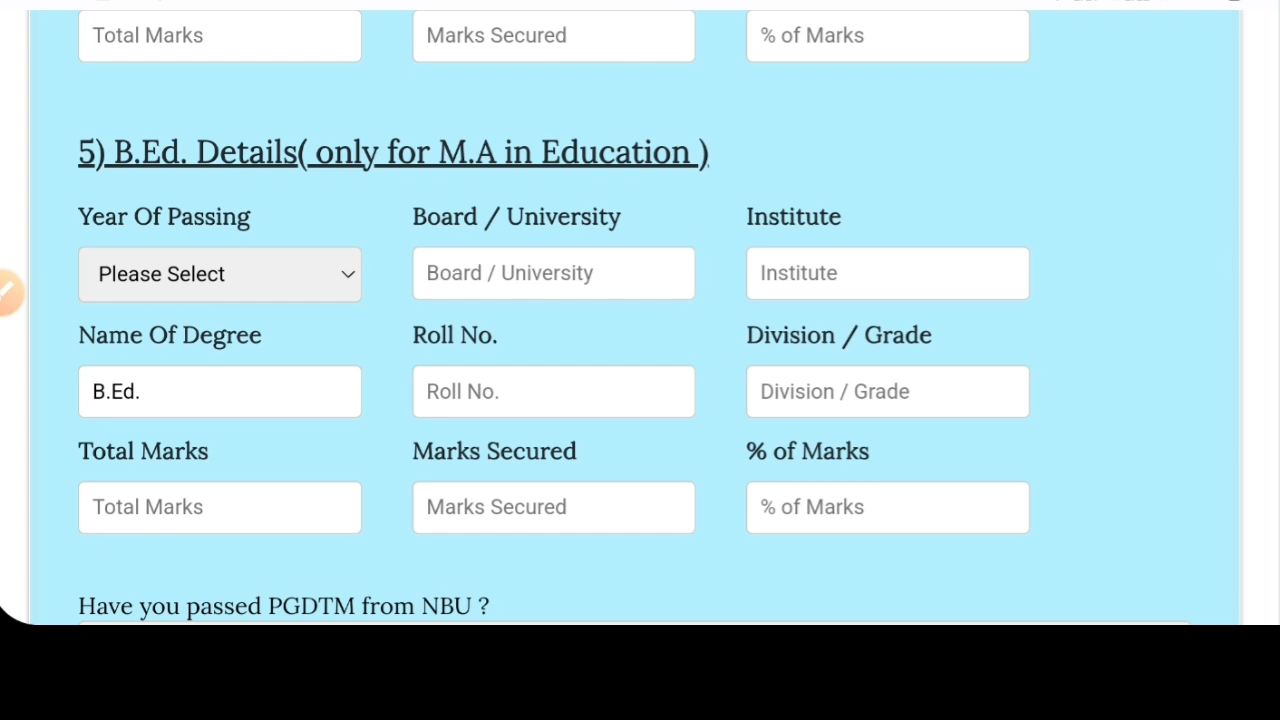 Total Marks Marks Secured % of Marks
5) B.Ed. Details( only for M.A in Education )
Year Of Passing Board / University Institute
Please Select Board / University Institute
Name Of Degree Roll No. Division / Grade
B.Ed. Roll No. Division / Grade
Total Marks Marks Secured % of Marks
Total Marks Marks Secured % of Marks
Have you passed PGDTM from NBU ?